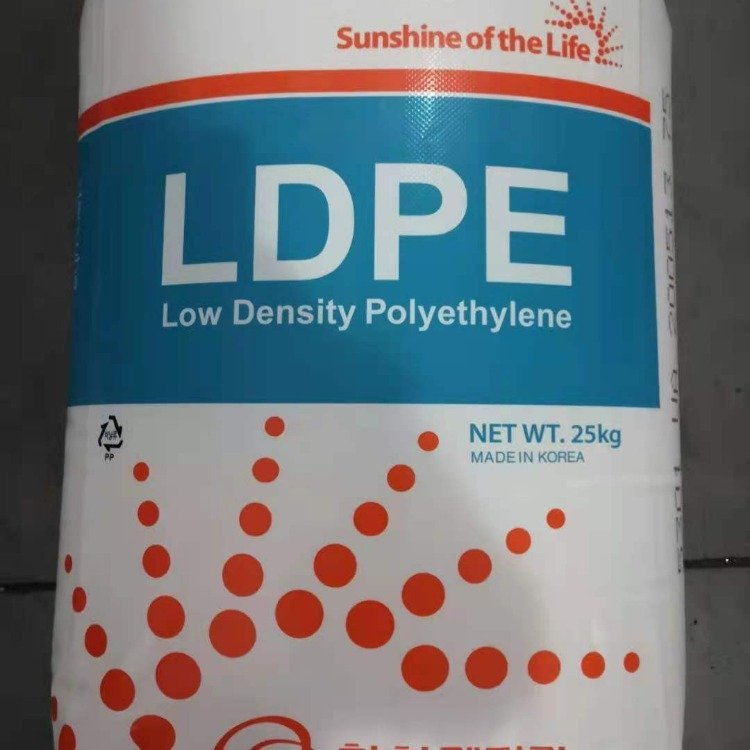 Sunshine of the Life
LDPE
Low Density Polyethylene
NET WT. 25kg
MADE IN KOREA
PP